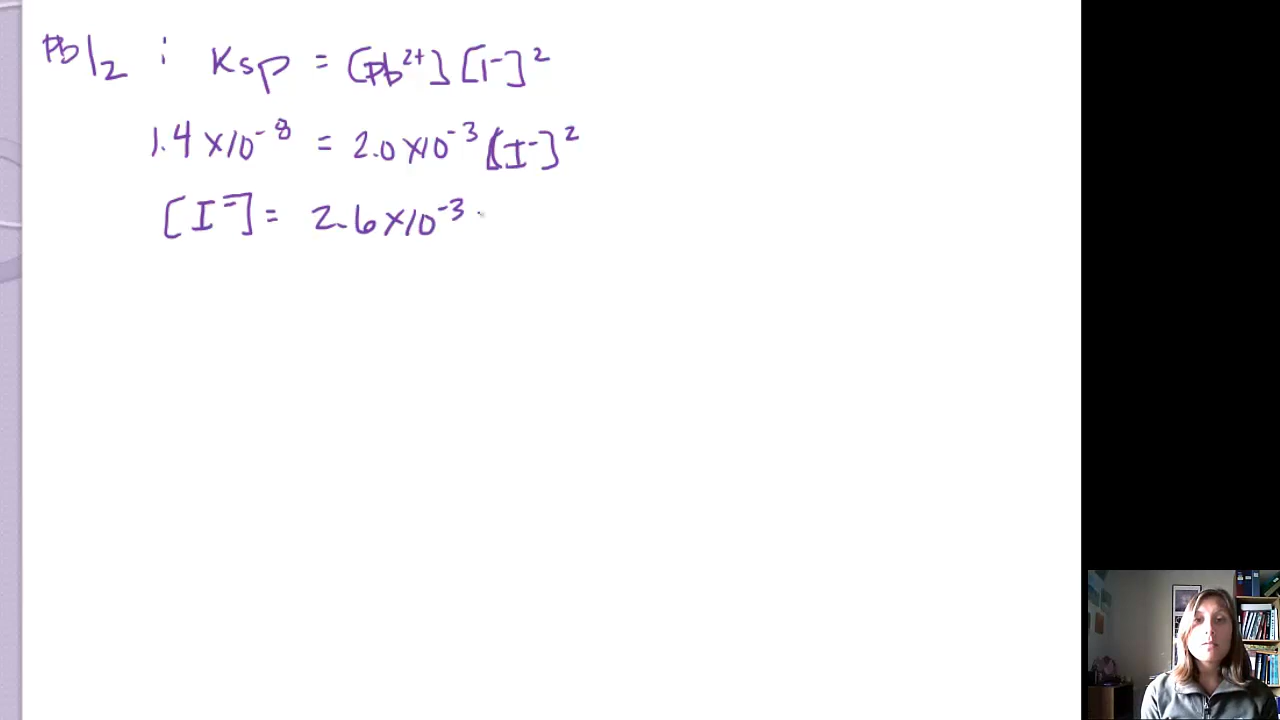 PbI2 : Ksp = [Pb²⁺] [I⁻]²
1.4 x 10⁻⁸ = 2.0 x 10⁻³ [I⁻]²
[I⁻] = 2.6 x 10⁻³